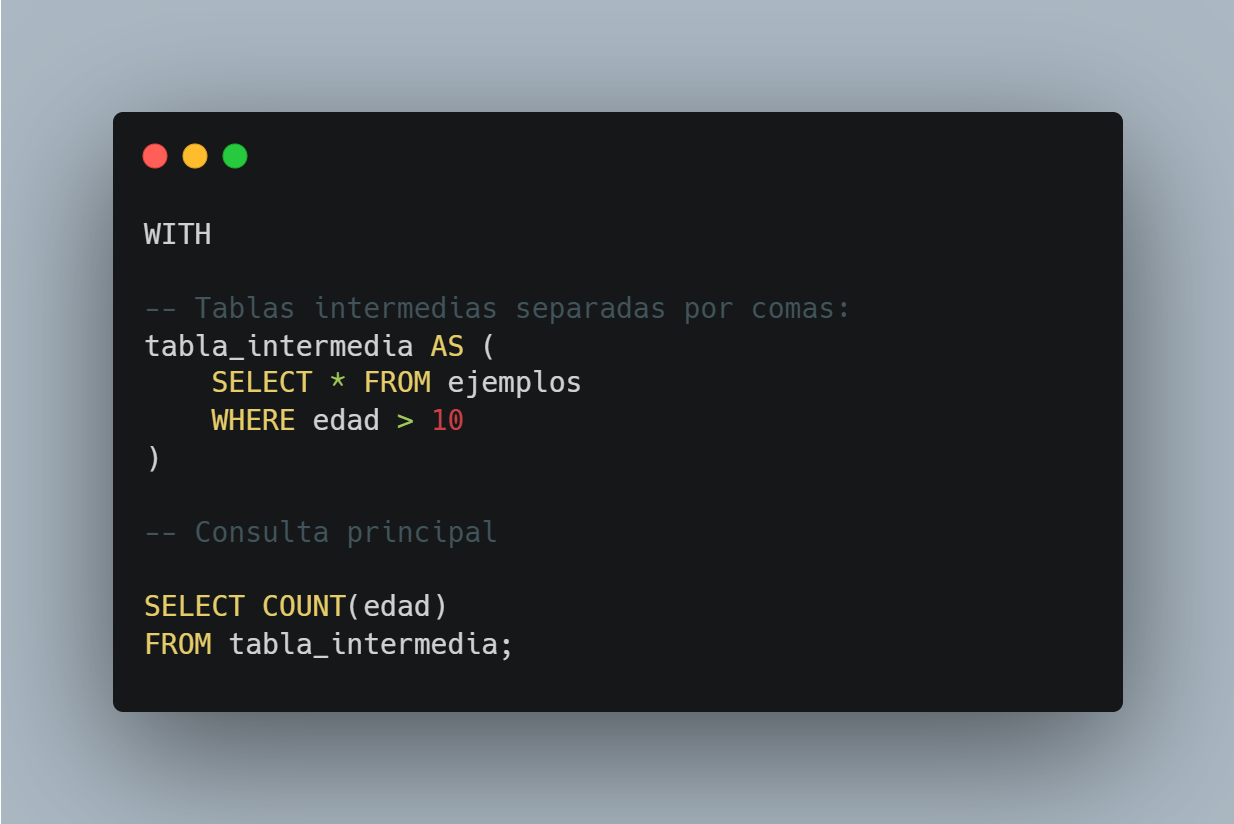 WITH
-- Tablas intermedias separadas por comas:
tabla_intermedia AS (
    SELECT * FROM ejemplos
    WHERE edad > 10
)
-- Consulta principal
SELECT COUNT(edad)
FROM tabla_intermedia;